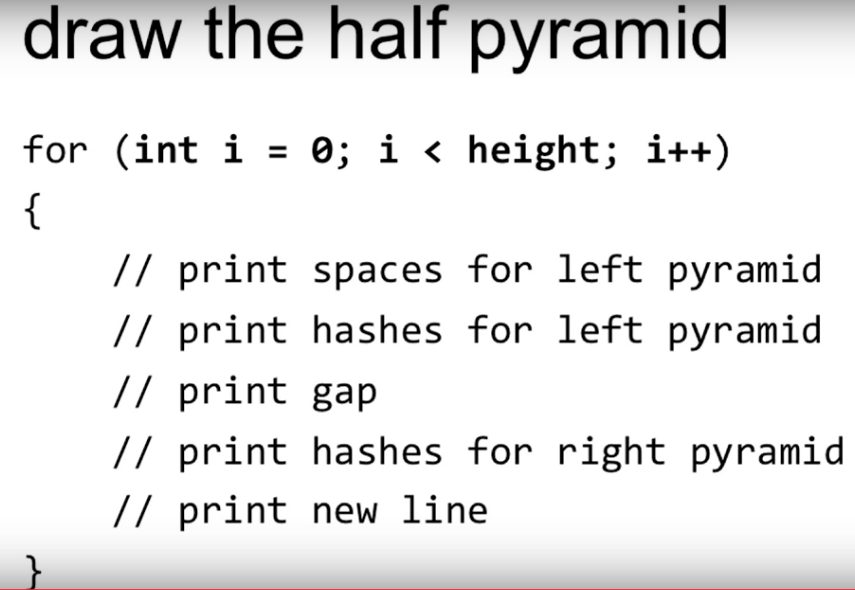 draw the half pyramid
for (int i = 0; i < height; i++)
{
    // print spaces for left pyramid
    // print hashes for left pyramid
    // print gap
    // print hashes for right pyramid
    // print new line
}